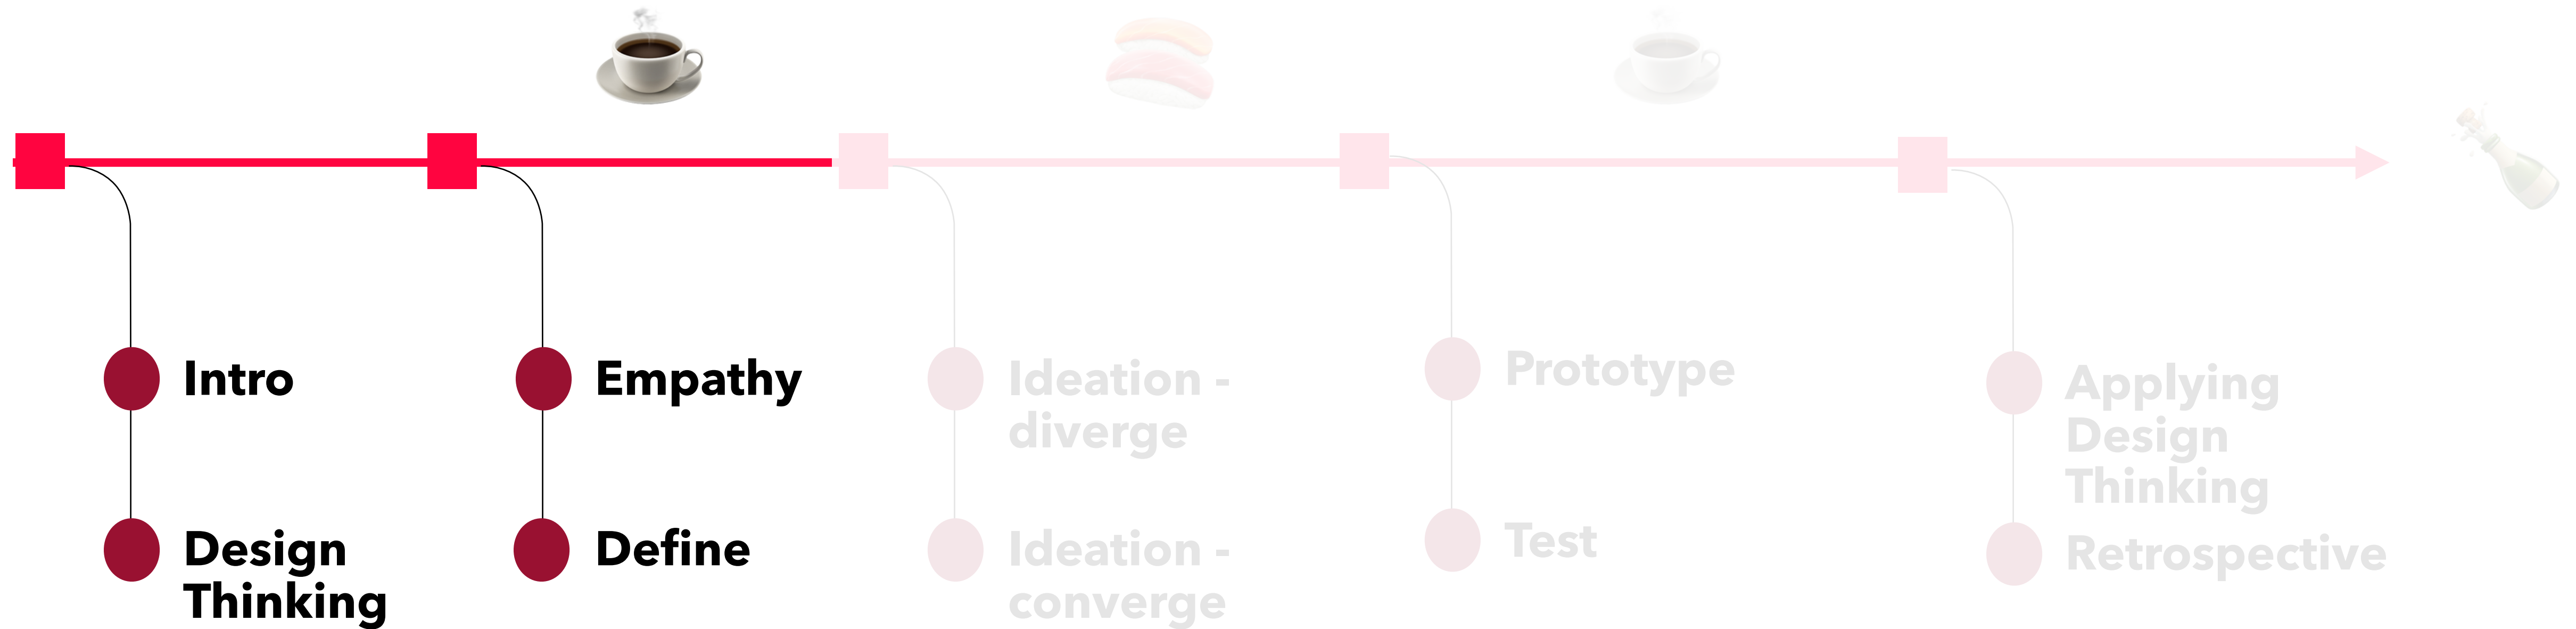 Intro
Design
Thinking
Empathy
Define
Ideation -
diverge
Ideation -
converge
Prototype
Test
Applying
Design
Thinking
Retrospective